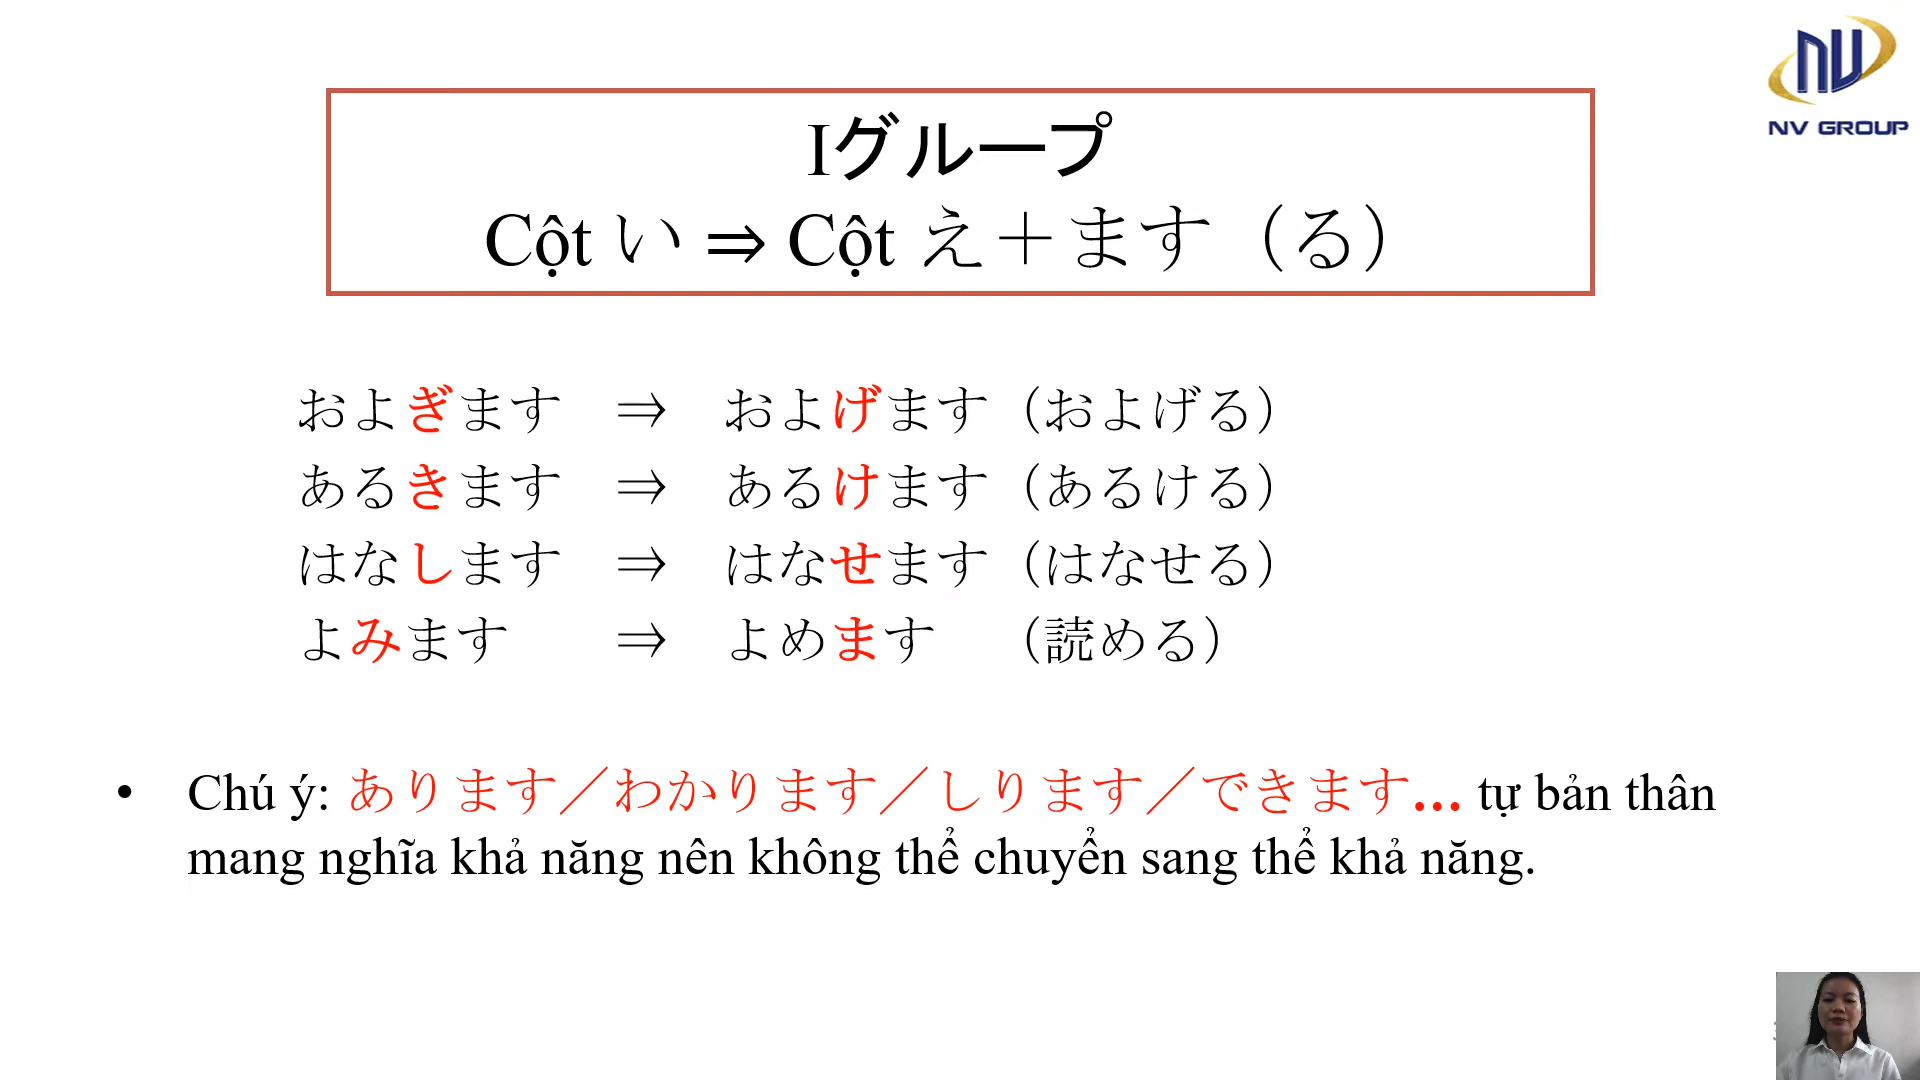 NV GROUP
Iグループ
Cột い ⇒ Cột え＋ます（る）
およぎます ⇒ およげます（およげる）
あるきます ⇒ あるけます（あるける）
はなします ⇒ はなせます（はなせる）
よみます ⇒ よめます （読める）
• Chú ý: あります／わかります／しります／できます... tự bản thân
mang nghĩa khả năng nên không thể chuyển sang thể khả năng.